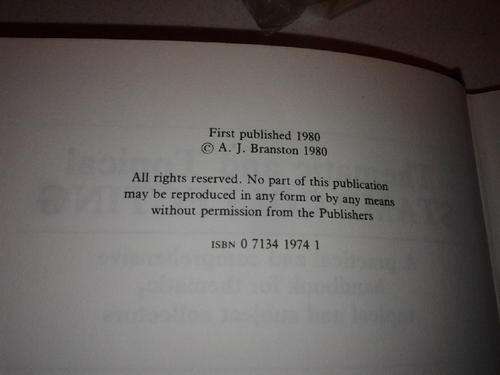 First published 1980
© A. J. Branston 1980
All rights reserved. No part of this publication
may be reproduced in any form or by any means
without permission from the Publishers
ISBN 0 7134 1974 1